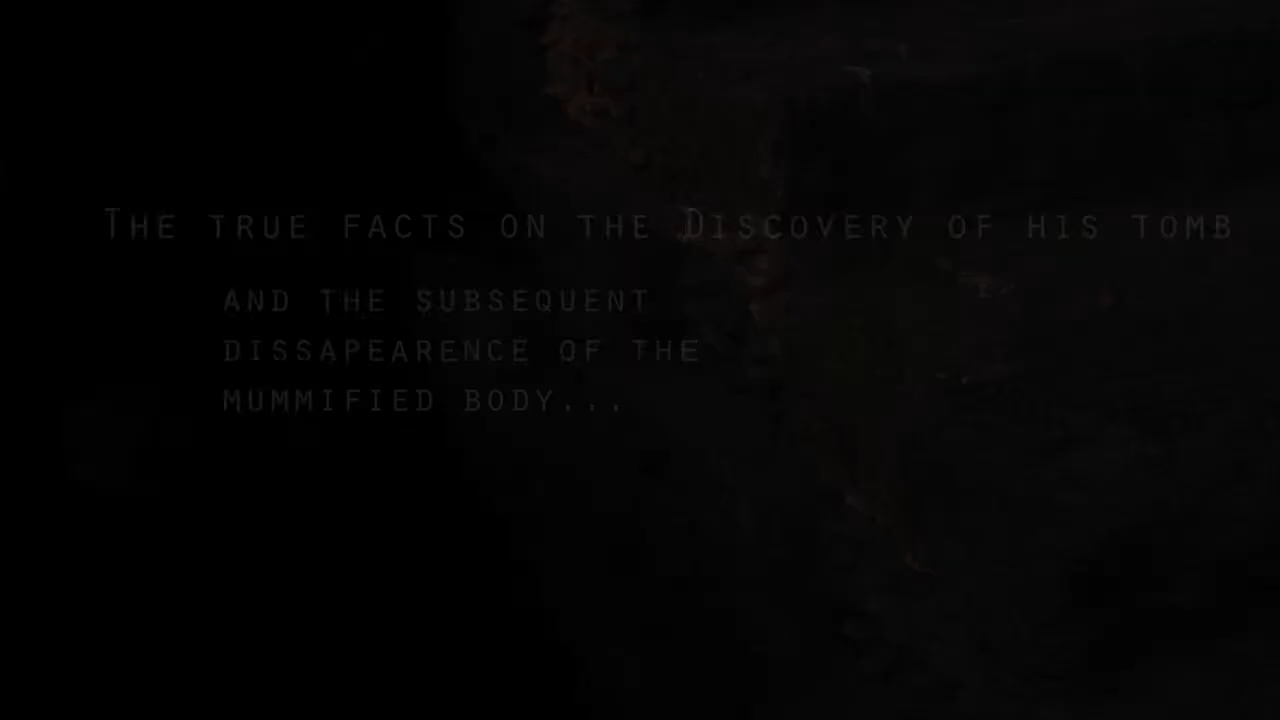 The true facts on the Discovery of his tomb
and the subsequent
dissapearence of the
mummified body...